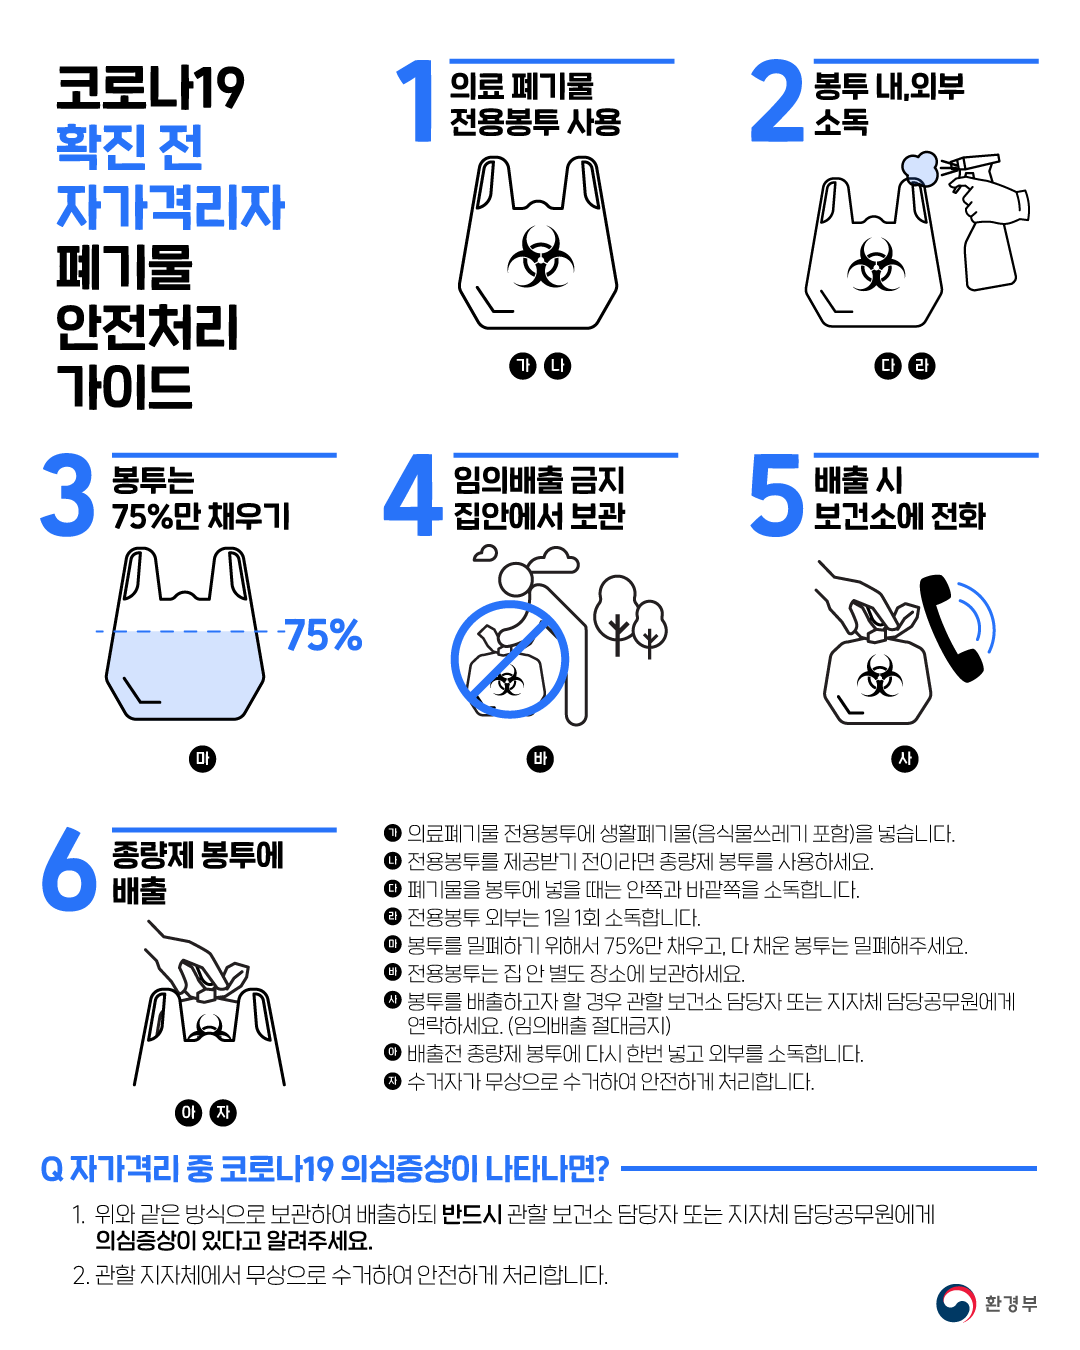 코로나19
확진 전
자가격리자
폐기물
안전처리
가이드
1 의료 폐기물
전용봉투 사용
가 나
2 봉투 내,외부
소독
다 라
3 봉투는
75%만 채우기
75%
마
4 임의배출 금지
집안에서 보관
바
5 배출 시
보건소에 전화
사
6 종량제 봉투에
배출
아 자
가 의료폐기물 전용봉투에 생활폐기물(음식물쓰레기 포함)을 넣습니다.
나 전용봉투를 제공받기 전이라면 종량제 봉투를 사용하세요.
다 폐기물을 봉투에 넣을 때는 안쪽과 바깥쪽을 소독합니다.
라 전용봉투 외부는 1일 1회 소독합니다.
마 봉투를 밀폐하기 위해서 75%만 채우고, 다 채운 봉투는 밀폐해주세요.
바 전용봉투는 집 안 별도 장소에 보관하세요.
사 봉투를 배출하고자 할 경우 관할 보건소 담당자 또는 지자체 담당공무원에게
연락하세요. (임의배출 절대금지)
아 배출전 종량제 봉투에 다시 한번 넣고 외부를 소독합니다.
자 수거자가 무상으로 수거하여 안전하게 처리합니다.
Q 자가격리 중 코로나19 의심증상이 나타나면?
1. 위와 같은 방식으로 보관하여 배출하되 반드시 관할 보건소 담당자 또는 지자체 담당공무원에게
의심증상이 있다고 알려주세요.
2. 관할 지자체에서 무상으로 수거하여 안전하게 처리합니다.
환경부